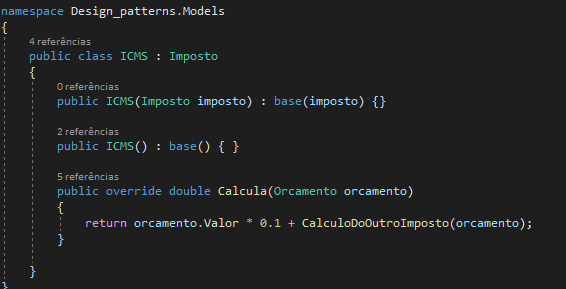 namespace Design_patterns.Models
{
4 referências
public class ICMS : Imposto
{
0 referências
public ICMS(Imposto imposto) : base(imposto) {}
2 referências
public ICMS() : base() { }
5 referências
public override double Calcula(Orcamento orcamento)
{
return orcamento.Valor * 0.1 + CalculoDoOutroImposto(orcamento);
}
}
}